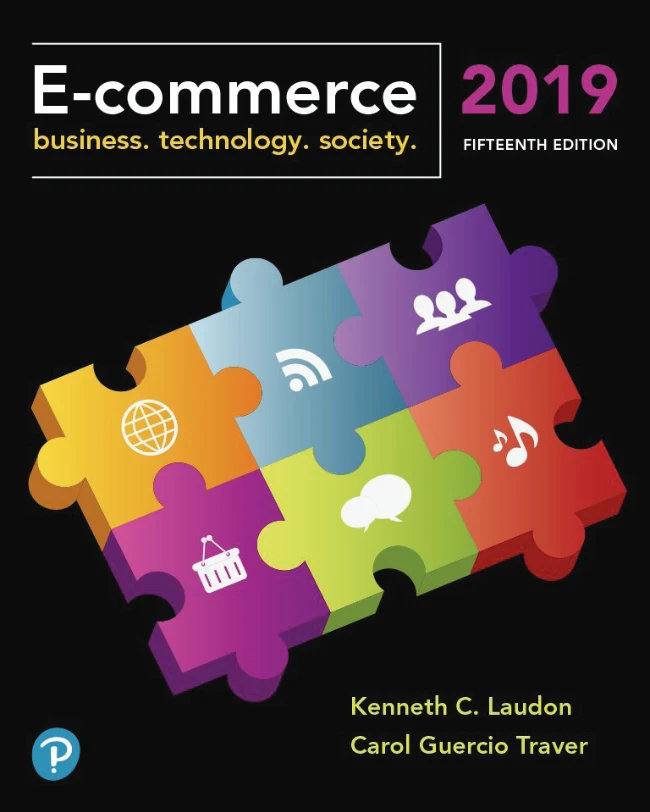 E-commerce
business. technology. society.
2019
FIFTEENTH EDITION
Kenneth C. Laudon
Carol Guercio Traver
P